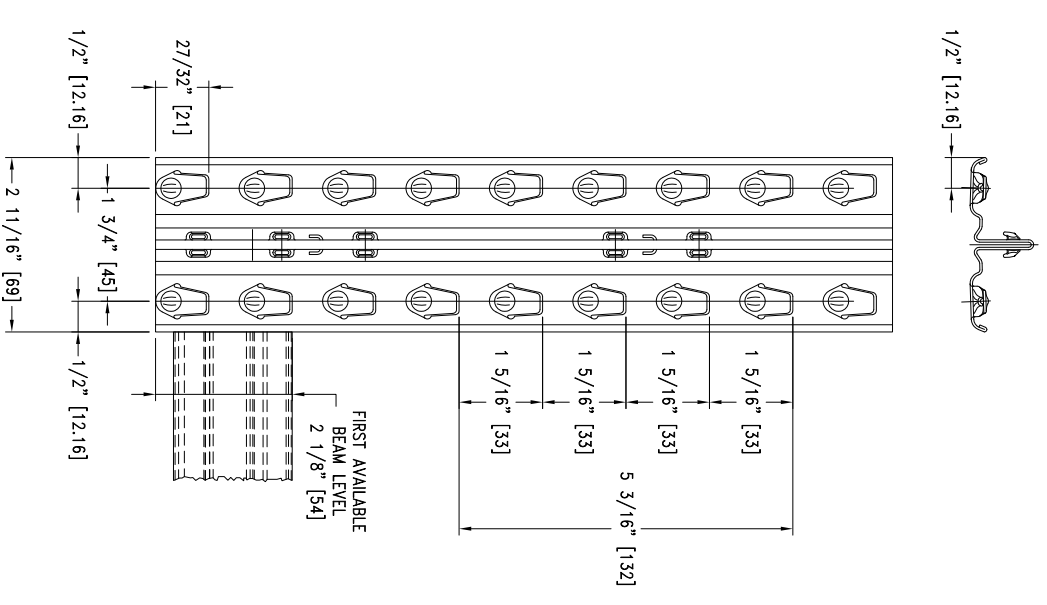 1/2" [12.16]
27/32" [21]
1/2" [12.16]
1 3/4" [45]
2 11/16" [69]
1/2" [12.16]
1 5/16" [33]
1 5/16" [33]
1 5/16" [33]
1 5/16" [33]
5 3/16" [132]
FIRST AVAILABLE
BEAM LEVEL
2 1/8" [54]